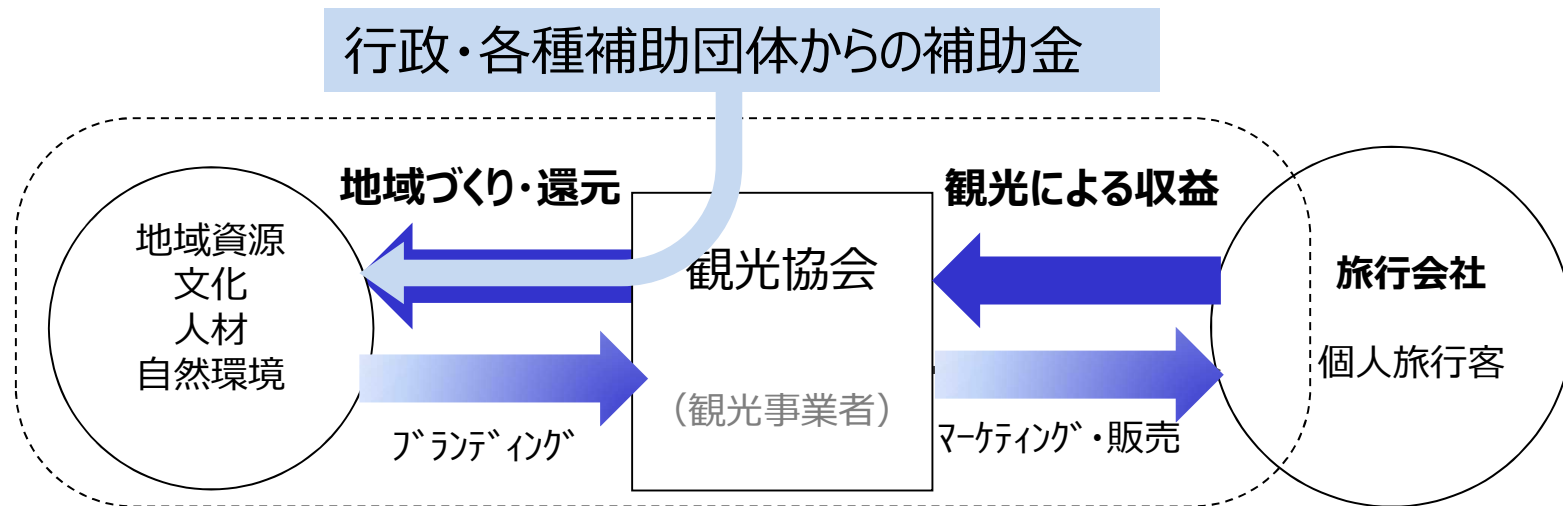 行政・各種補助団体からの補助金
地域づくり・還元
観光による収益
地域資源
文化
人材
自然環境
観光協会
(観光事業者)
旅行会社
個人旅行客
ﾌﾞﾗﾝﾃﾞｨﾝｸﾞ
ﾏｰｹﾃｨﾝｸﾞ・販売